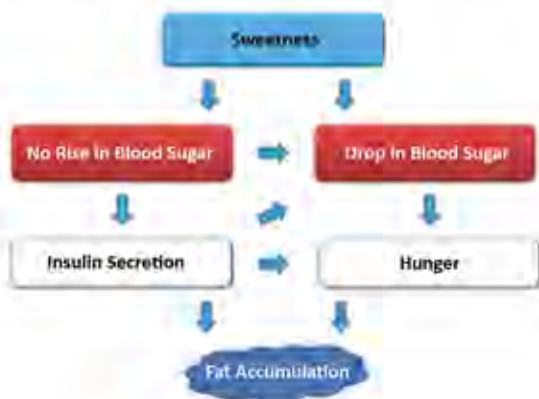 Sweetness
No Rise in Blood Sugar
Drop in Blood Sugar
Insulin Secretion
Hunger
Fat Accumulation